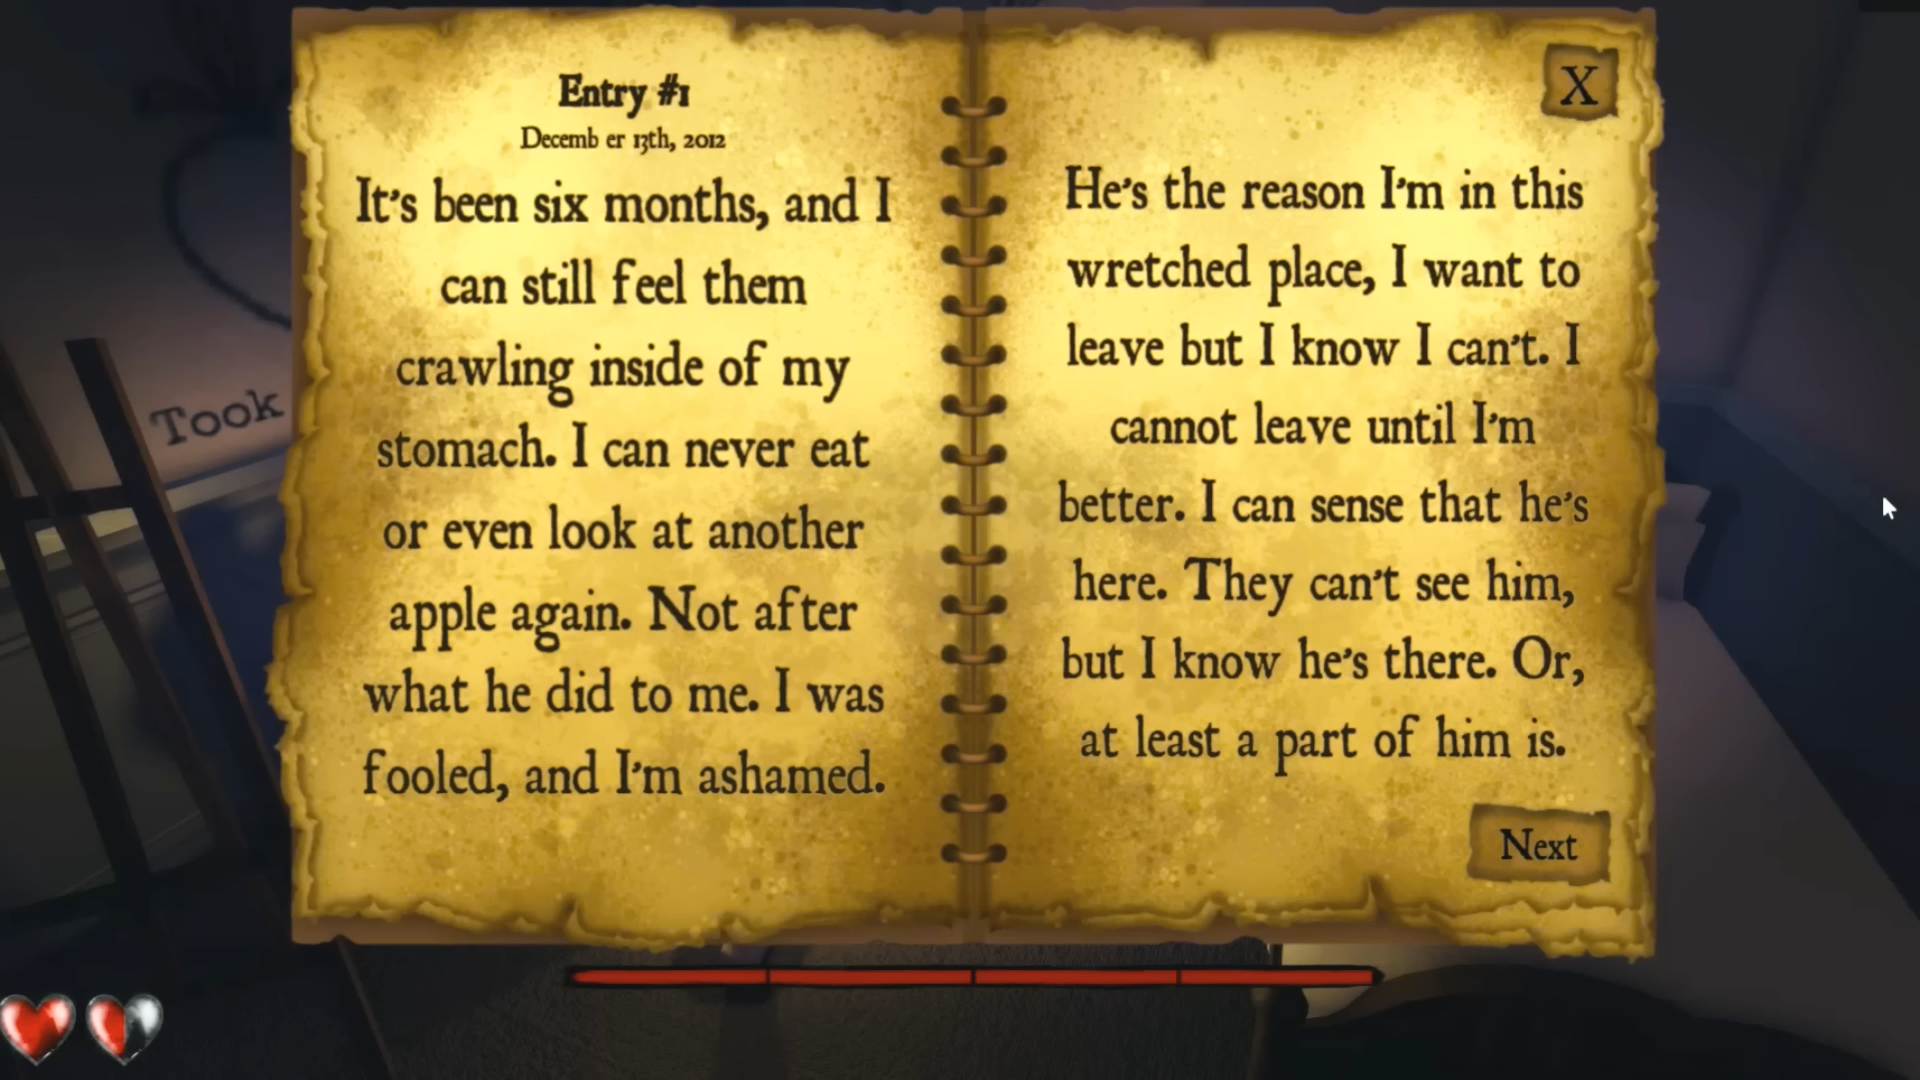 Entry #1
Decemb er 13th, 2012
It's been six months, and I
can still feel them
crawling inside of my
stomach. I can never eat
or even look at another
apple again. Not after
what he did to me. I was
fooled, and I'm ashamed.
X
He's the reason I'm in this
wretched place, I want to
leave but I know I can't. I
cannot leave until I'm
better. I can sense that he's
here. They can't see him,
but I know he's there. Or,
at least a part of him is.
Next
Took